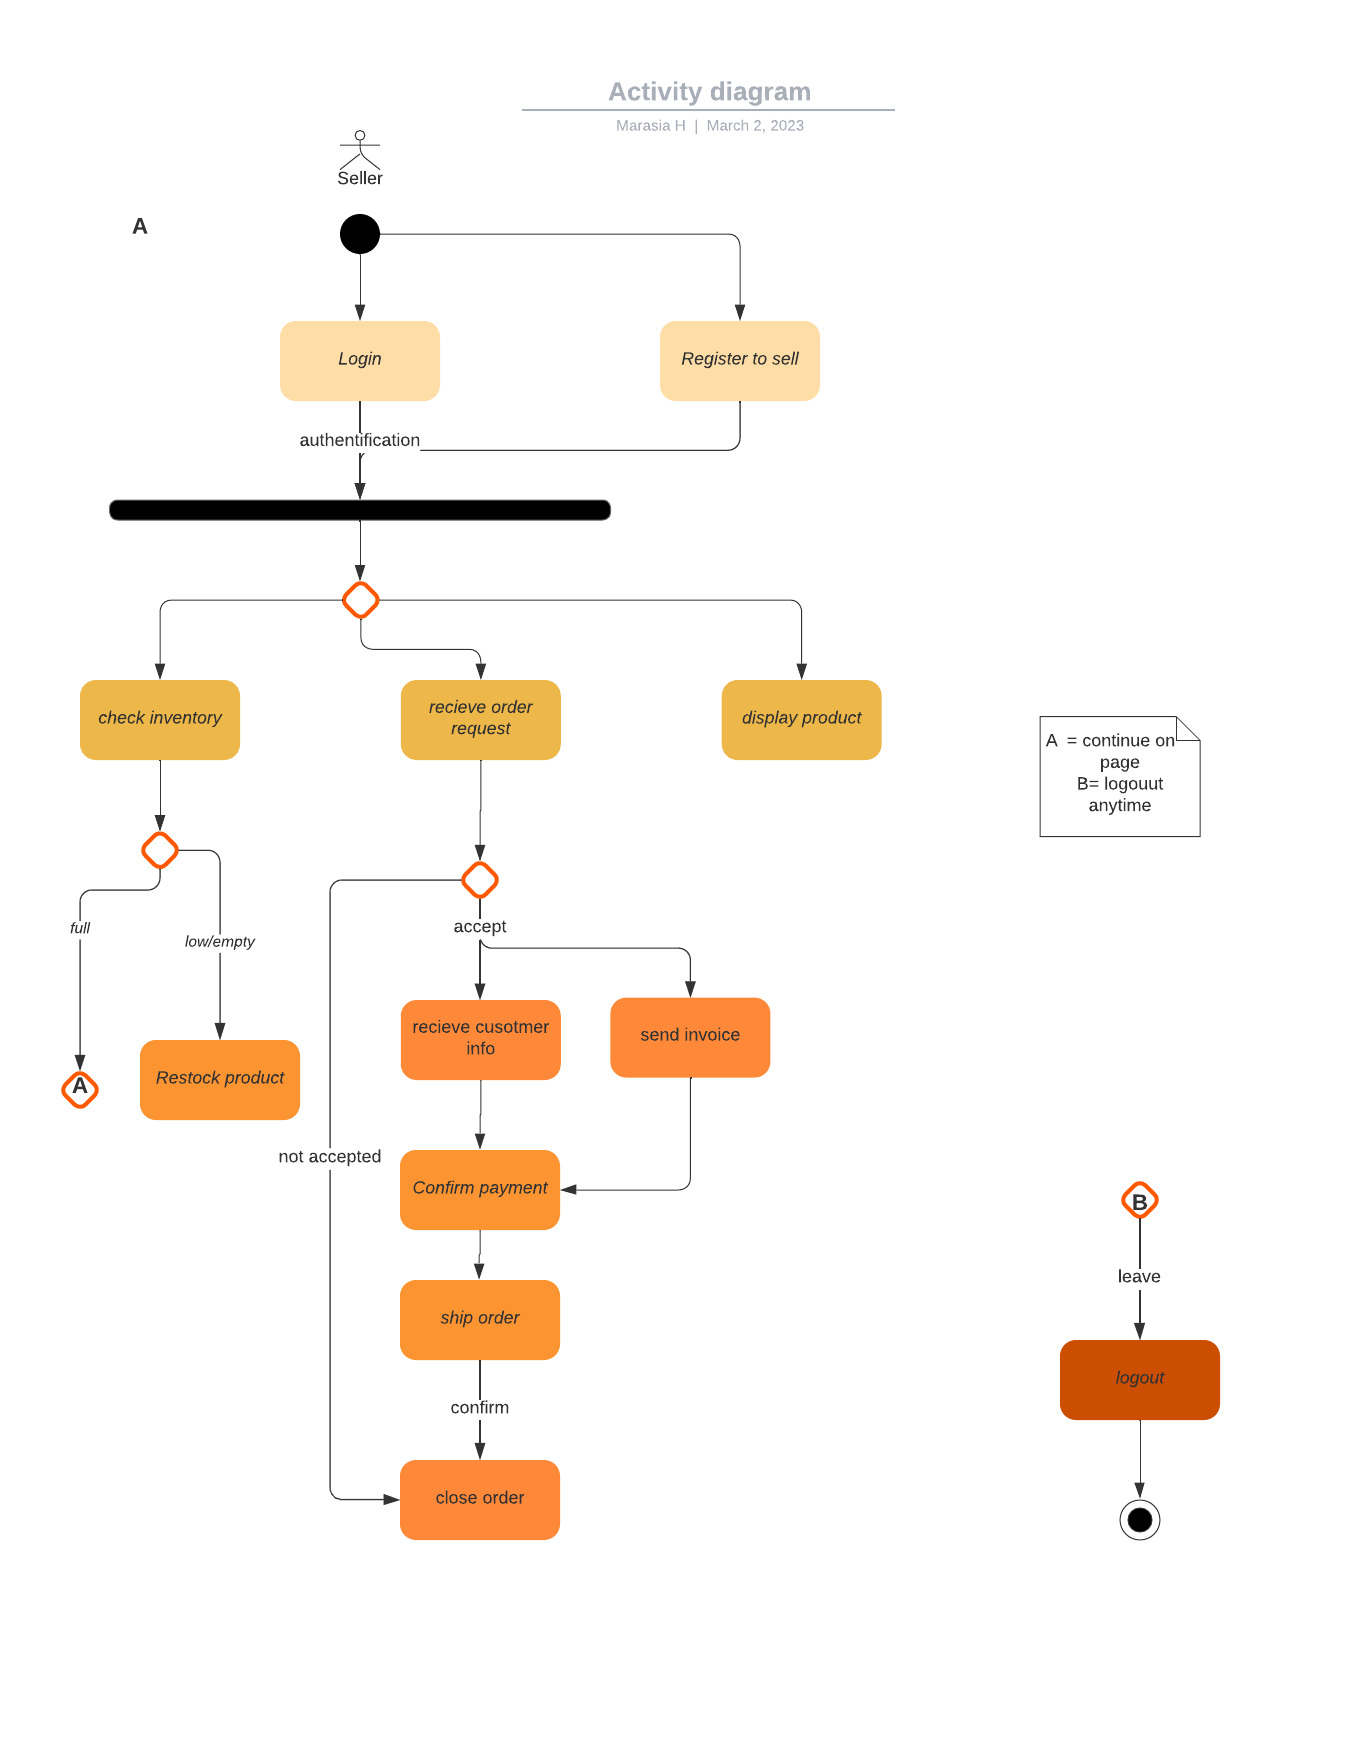 Activity diagram
Marasia H | March 2, 2023
Seller
A
Login
Register to sell
authentification
check inventory
recieve order
request
display product
A = continue on
page
B= logouut
anytime
full
low/empty
accept
recieve cusotmer
info
send invoice
A
Restock product
not accepted
Confirm payment
B
leave
ship order
logout
confirm
close order